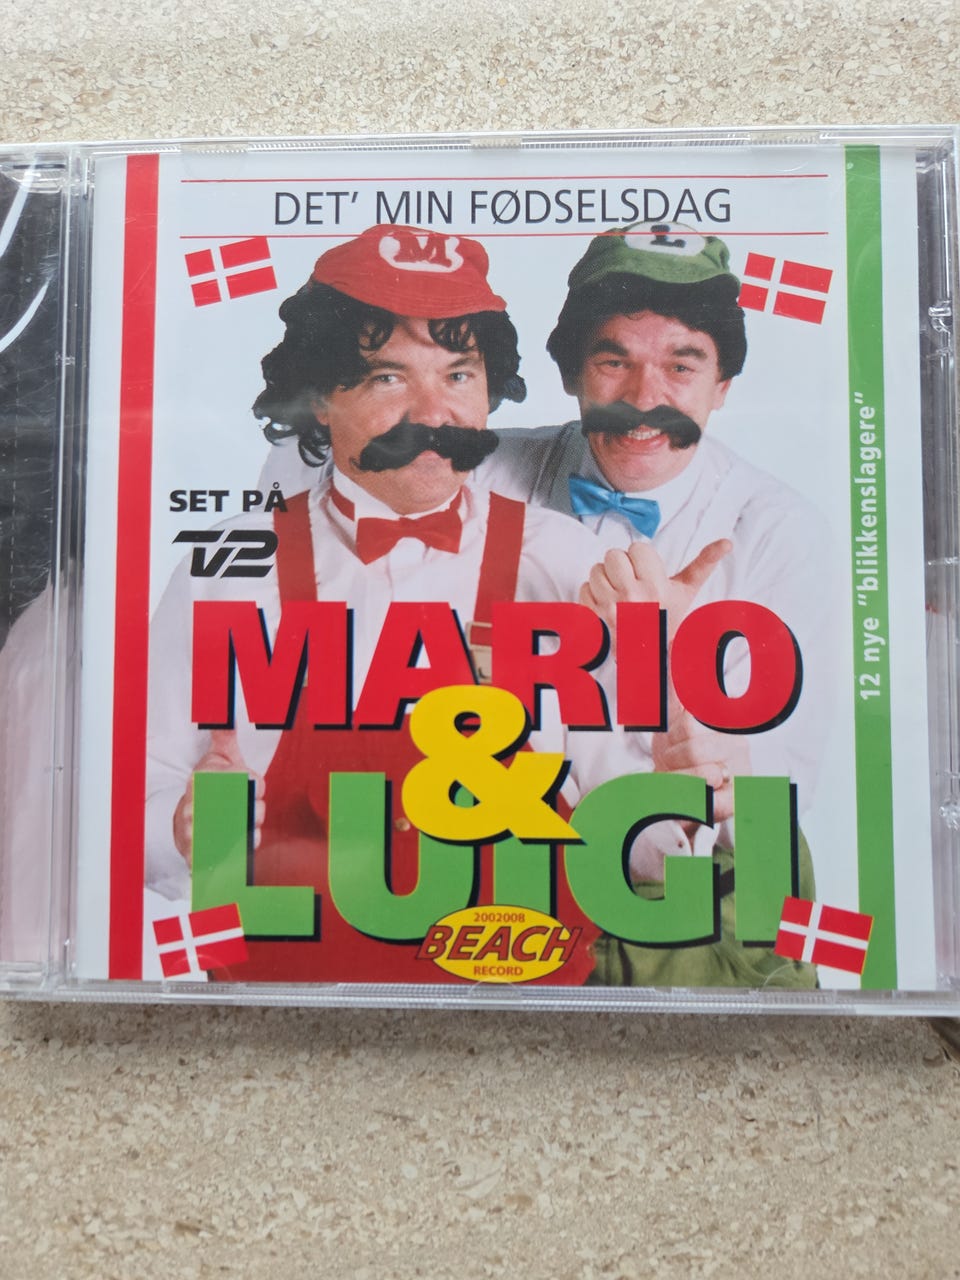 DET' MIN FØDSELSDAG
M
L
SET PÅ
TV2
12 nye "blikkenslagere"
MARIO
&
LUIGI
2002008
BEACH
RECORD